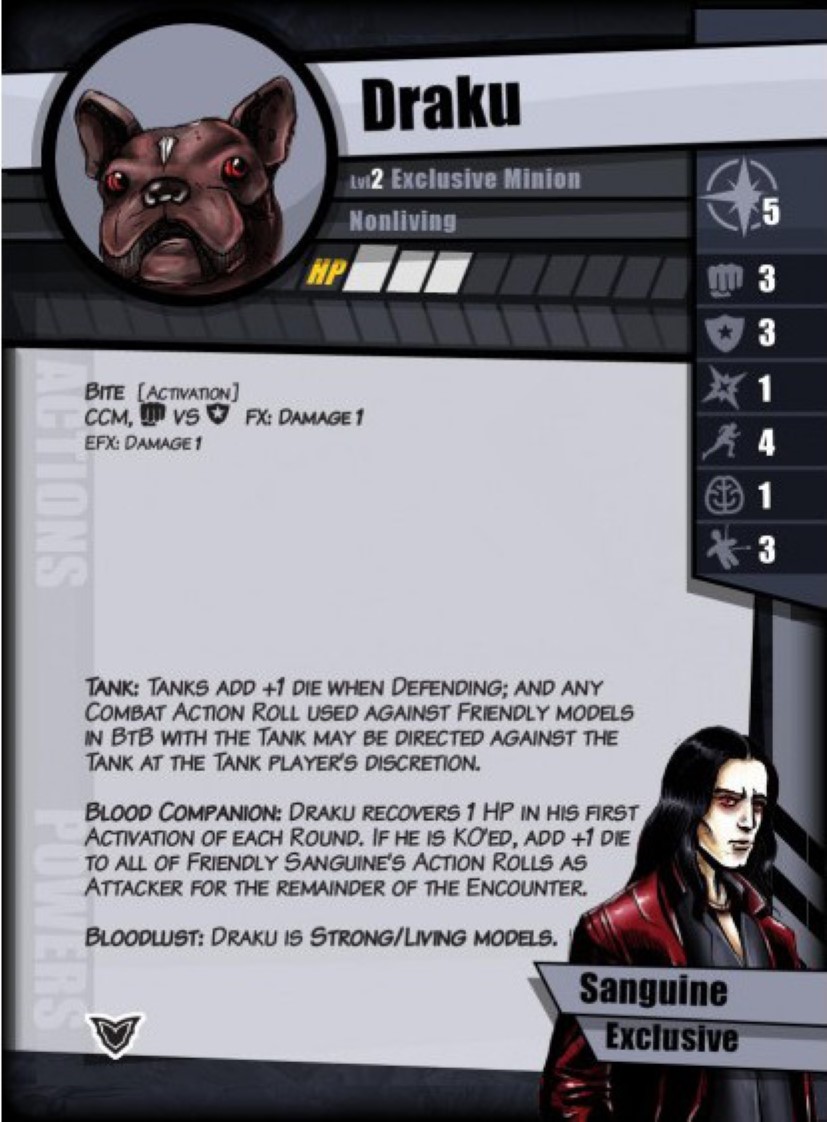 Draku
Lvl2 Exclusive Minion
Nonliving
HP
5
3
3
1
4
1
3
ACTIONS
BITE [ACTIVATION]
CCM, VS FX: DAMAGE 1
EFX: DAMAGE 1
POWERS
TANK: TANKS ADD +1 DIE WHEN DEFENDING; AND ANY
COMBAT ACTION ROLL USED AGAINST FRIENDLY MODELS
IN BTB WITH THE TANK MAY BE DIRECTED AGAINST THE
TANK AT THE TANK PLAYER'S DISCRETION.
BLOOD COMPANION: DRAKU RECOVERS 1 HP IN HIS FIRST
ACTIVATION OF EACH ROUND. IF HE IS KO'ED, ADD +1 DIE
TO ALL OF FRIENDLY SANGUINE'S ACTION ROLLS AS
ATTACKER FOR THE REMAINDER OF THE ENCOUNTER.
BLOODLUST: DRAKU IS STRONG/LIVING MODELS.
Sanguine
Exclusive